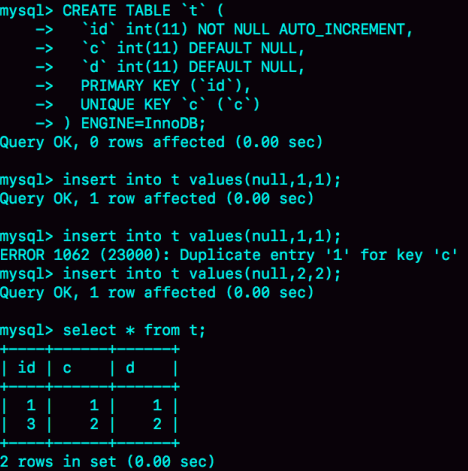 mysql> CREATE TABLE `t` (
    ->   `id` int(11) NOT NULL AUTO_INCREMENT,
    ->   `c` int(11) DEFAULT NULL,
    ->   `d` int(11) DEFAULT NULL,
    ->   PRIMARY KEY (`id`),
    ->   UNIQUE KEY `c` (`c`)
    -> ) ENGINE=InnoDB;
Query OK, 0 rows affected (0.00 sec)

mysql> insert into t values(null,1,1);
Query OK, 1 row affected (0.00 sec)

mysql> insert into t values(null,1,1);
ERROR 1062 (23000): Duplicate entry '1' for key 'c'
mysql> insert into t values(null,2,2);
Query OK, 1 row affected (0.00 sec)

mysql> select * from t;
+----+------+------+
| id | c    | d    |
+----+------+------+
|  1 |    1 |    1 |
|  3 |    2 |    2 |
+----+------+------+
2 rows in set (0.00 sec)